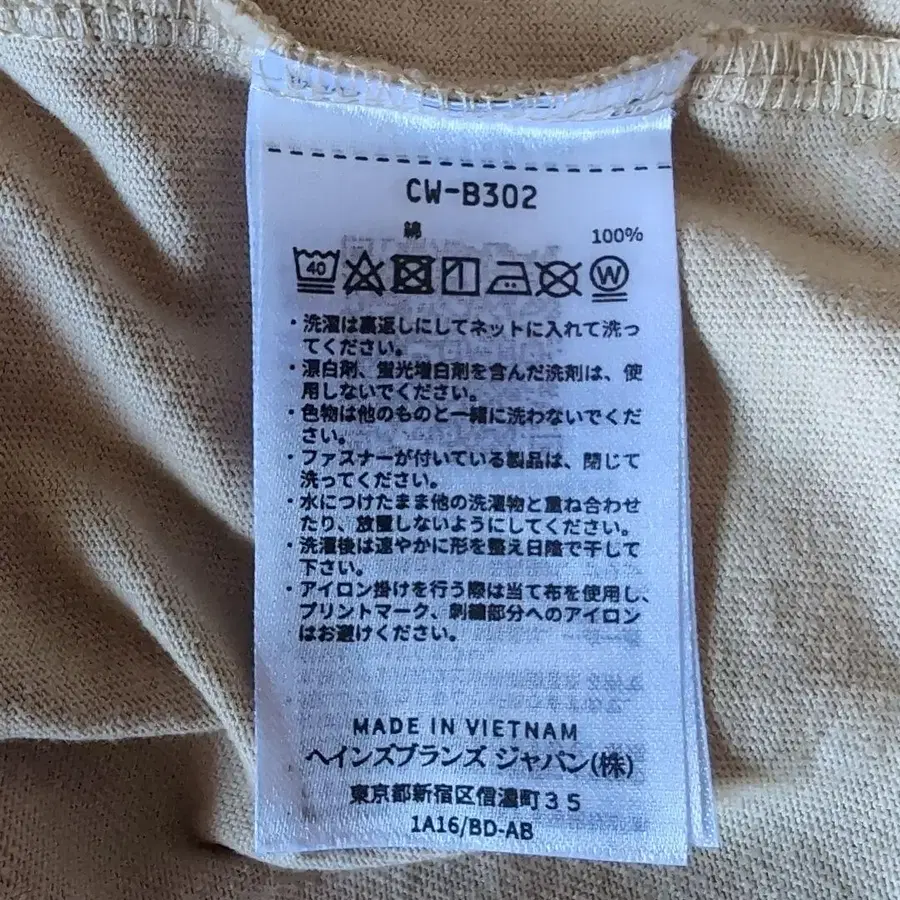 CW-B302
綿 100%
40
W
・洗濯は裏返しにしてネットに入れて洗っ
てください。
・漂白剤、蛍光増白剤を含んだ洗剤は、使
用しないでください。
・色物は他のものと一緒に洗わないでくだ
さい。
・ファスナーが付いている製品は、閉じて
洗ってください。
・水につけたまま他の洗濯物と重ね合わせ
たり、放置しないようにしてください。
・洗濯後は速やかに形を整え日陰で干して
下さい。
・アイロン掛けを行う際は当て布を使用し、
プリントマーク、刺繍部分へのアイロン
はお避けください。
MADE IN VIETNAM
ヘインズブランズ ジャパン(株)
東京都新宿区信濃町35
1A16/BD-AB